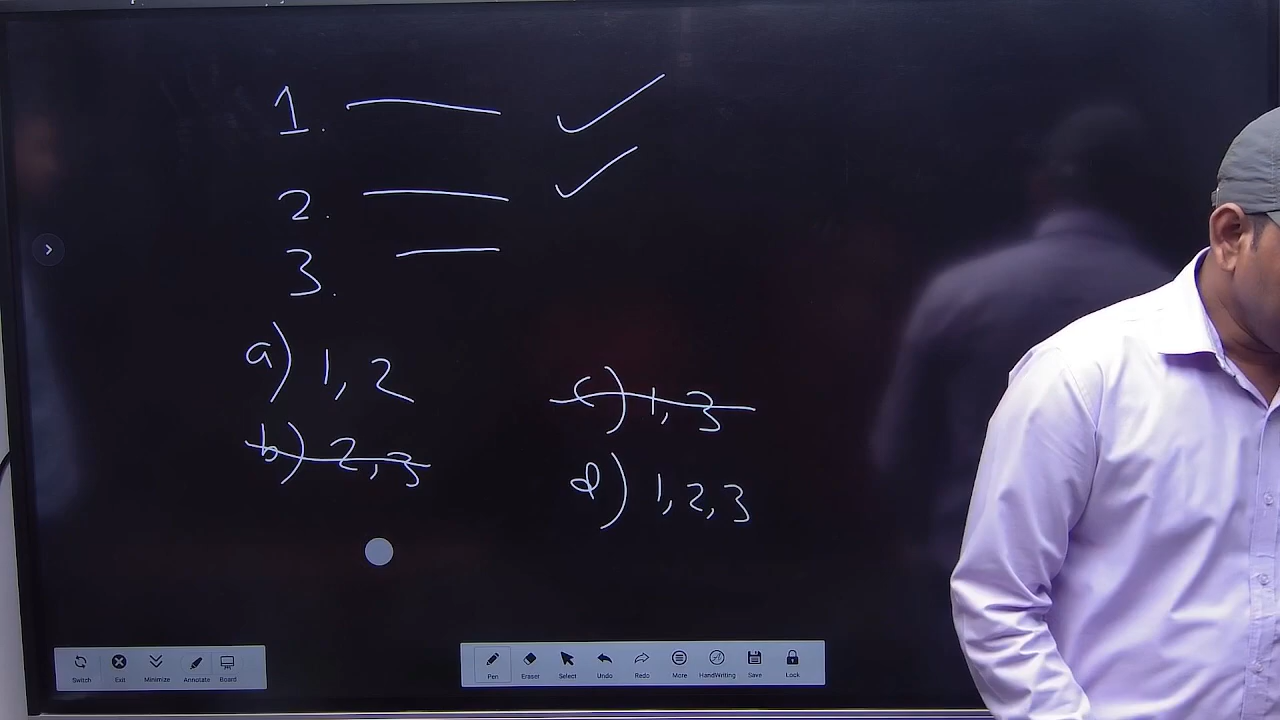 1.
2.
3.
a) 1, 2
b) 2, 3
c) 1, 3
d) 1, 2, 3
Switch Exit Minimize Annotate Board
Pen Eraser Select Undo Redo More HandWriting Save Lock